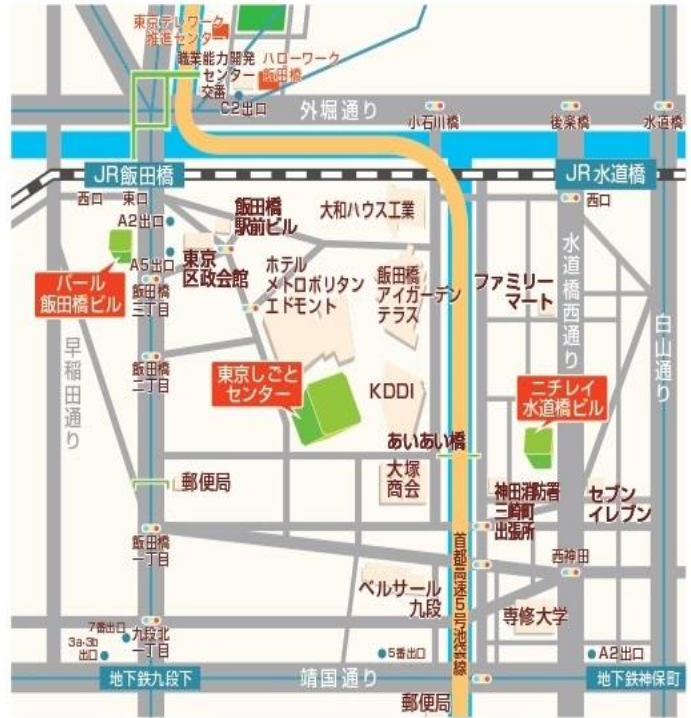 東京テレワーク
推進センター
職業能力開発
センター
ハローワーク
飯田橋
交番
C2出口
外堀通り
小石川橋
後楽橋
水道橋
JR飯田橋
JR水道橋
西口
東口
西口
A2出口
飯田橋
駅前ビル
大和ハウス工業
A5出口
東京
区政会館
ホテル
メトロポリタン
エドモント
飯田橋
アイガーデン
テラス
ファミリー
マート
水道橋西通り
白山通り
パール
飯田橋ビル
飯田橋
三丁目
早稲田通り
飯田橋
二丁目
東京しごと
センター
KDDI
ニチレイ
水道橋ビル
あいあい橋
郵便局
大塚
商会
神田消防署
三崎町
出張所
セブン
イレブン
飯田橋
一丁目
首都高速5号池袋線
西神田
ベルサール
九段
専修大学
7番出口
3a・3b
出口
九段北
一丁目
5番出口
A2出口
地下鉄九段下
靖国通り
地下鉄神保町
郵便局